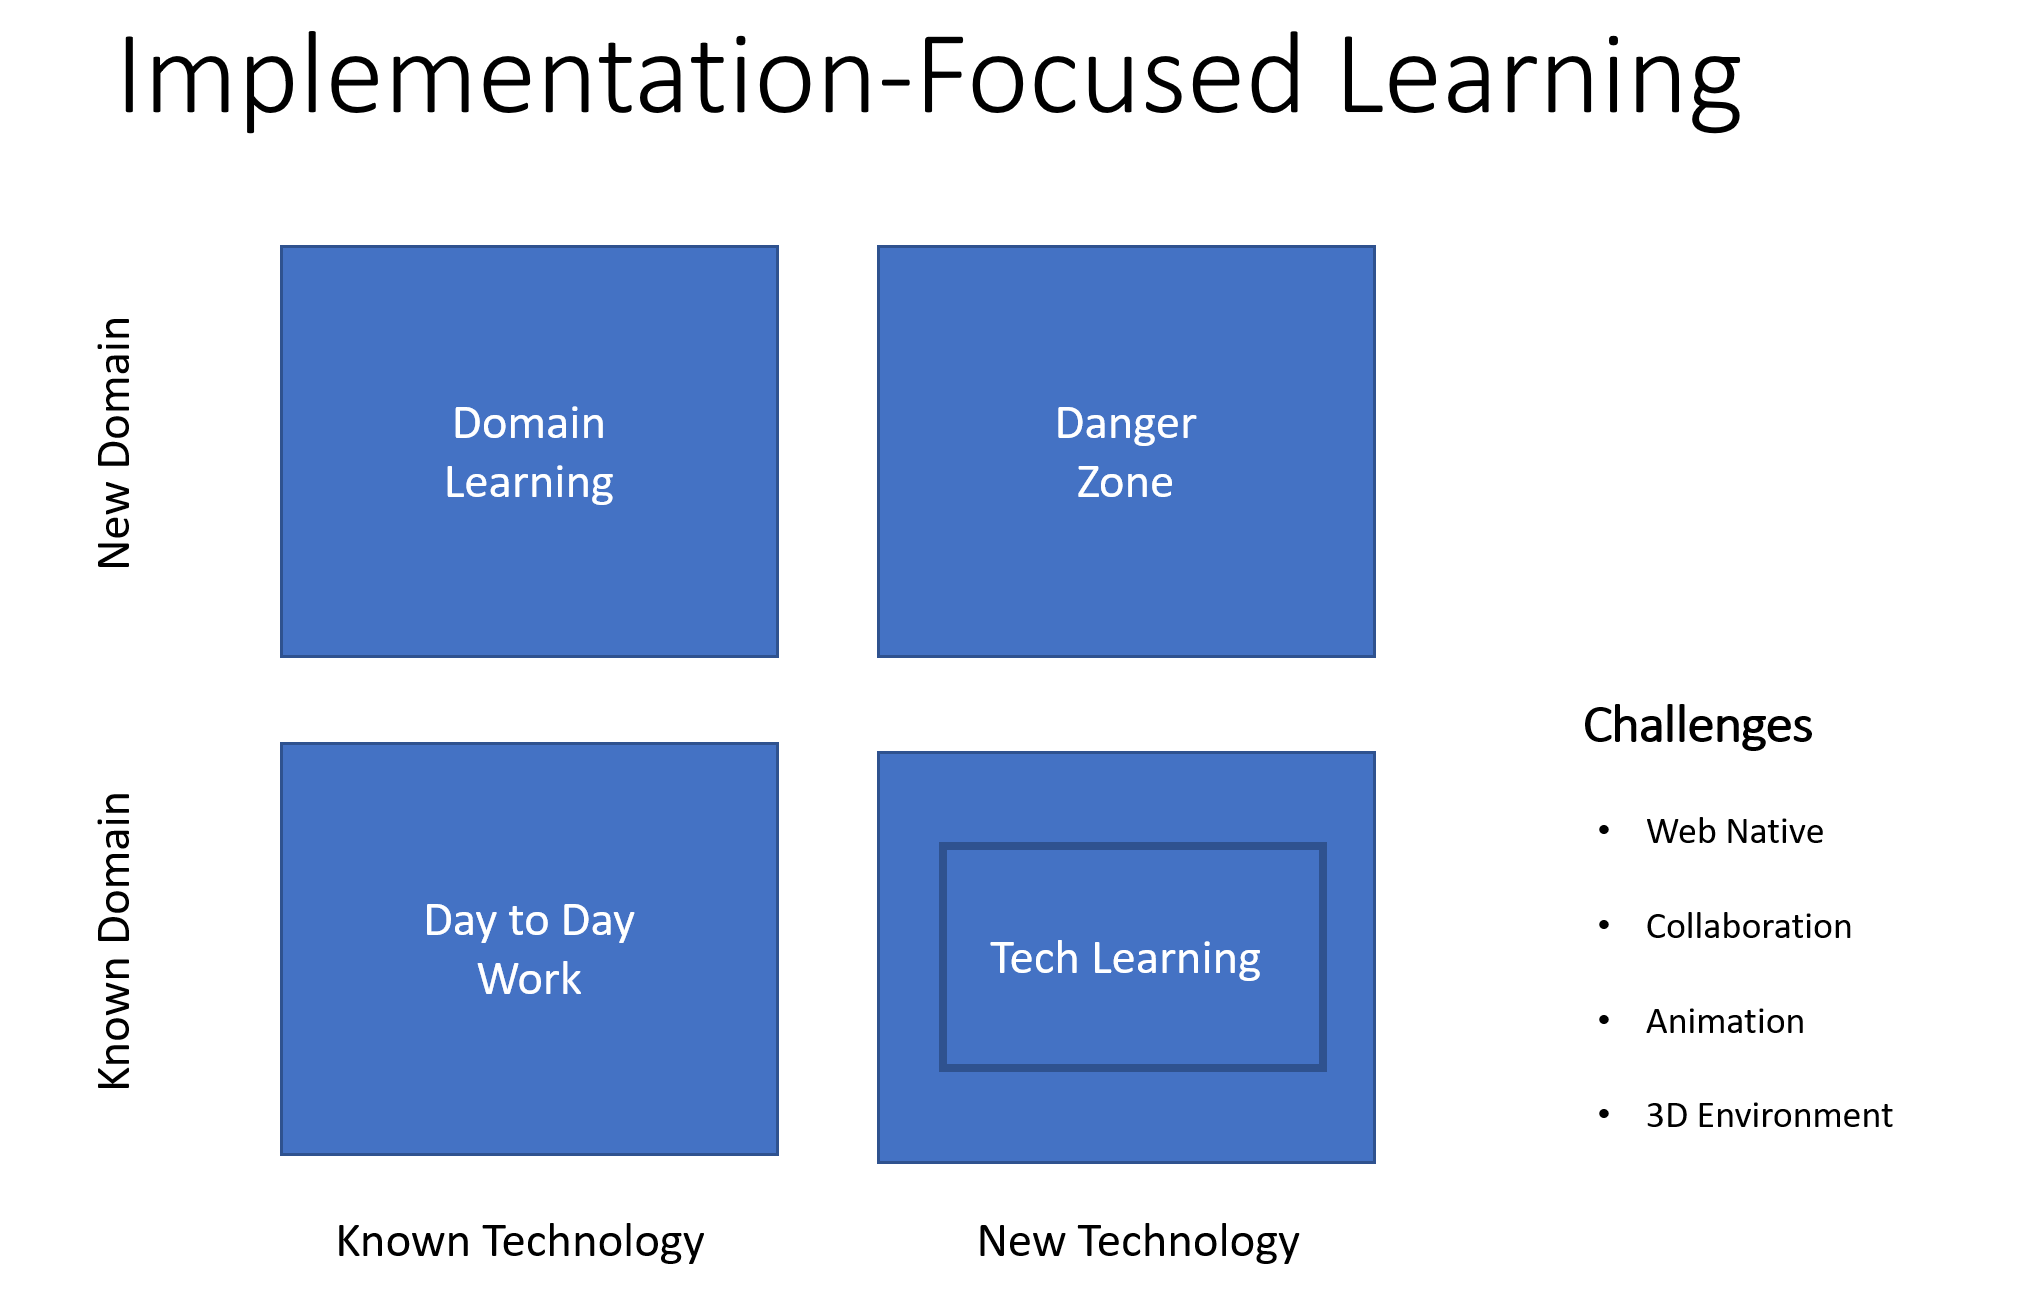 Implementation-Focused Learning
New Domain
Domain
Learning
Danger
Zone
Known Domain
Day to Day
Work
Tech Learning
Challenges
• Web Native
• Collaboration
• Animation
• 3D Environment
Known Technology
New Technology